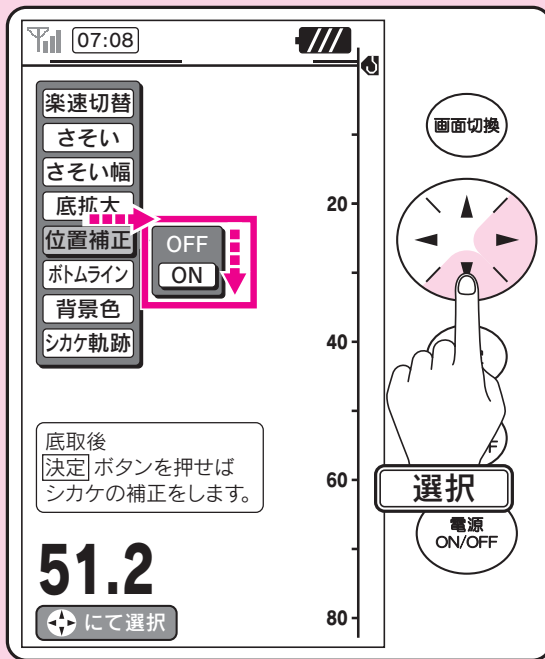 07:08
楽速切替
さそい
さそい幅
底拡大
位置補正
ボトムライン
背景色
シカケ軌跡
OFF
ON
20
40
60
80
底取後
決定 ボタンを押せば
シカケの補正をします。
51.2
にて選択
画面切換
選択
電源
ON/OFF